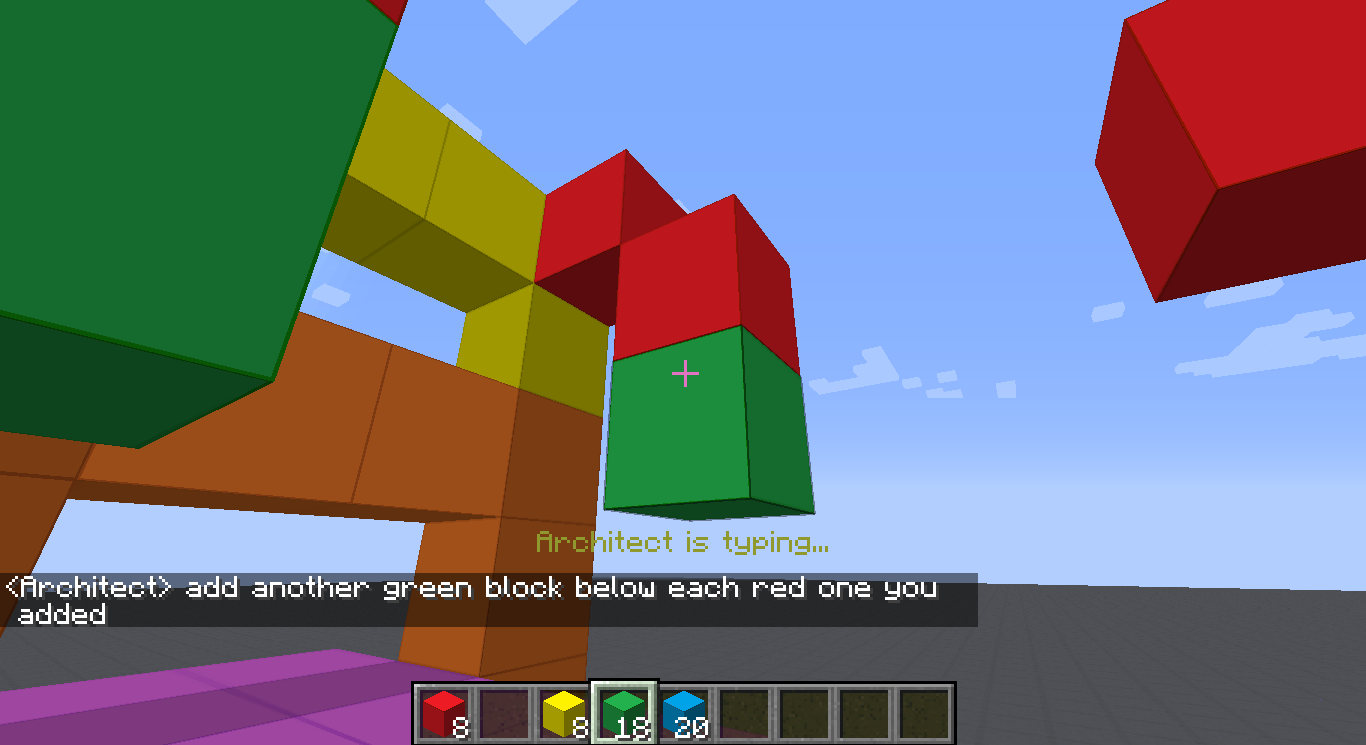 Architect is typing…
<Architect> add another green block below each red one you
added
8
8
18
20